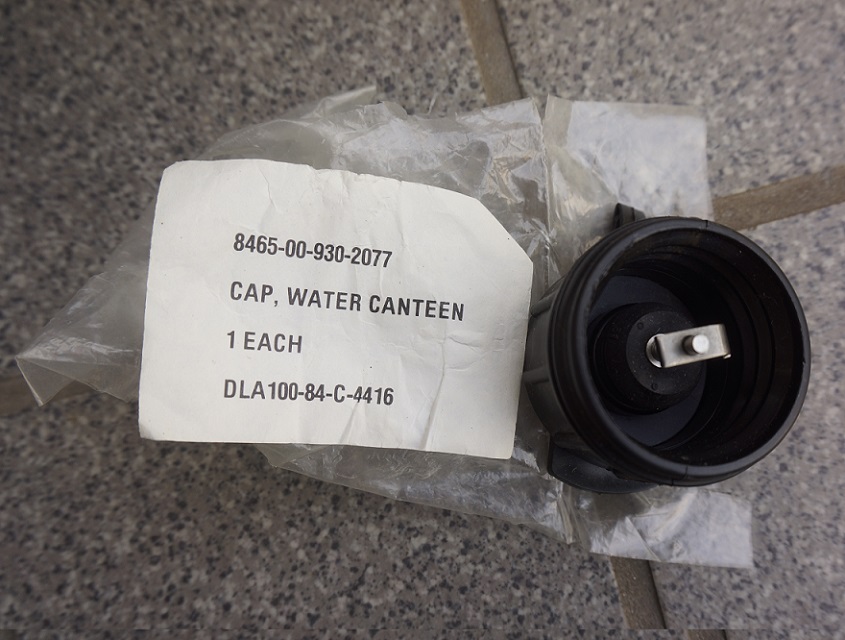 8465-00-930-2077
CAP, WATER CANTEEN
1 EACH
DLA100-84-C-4416